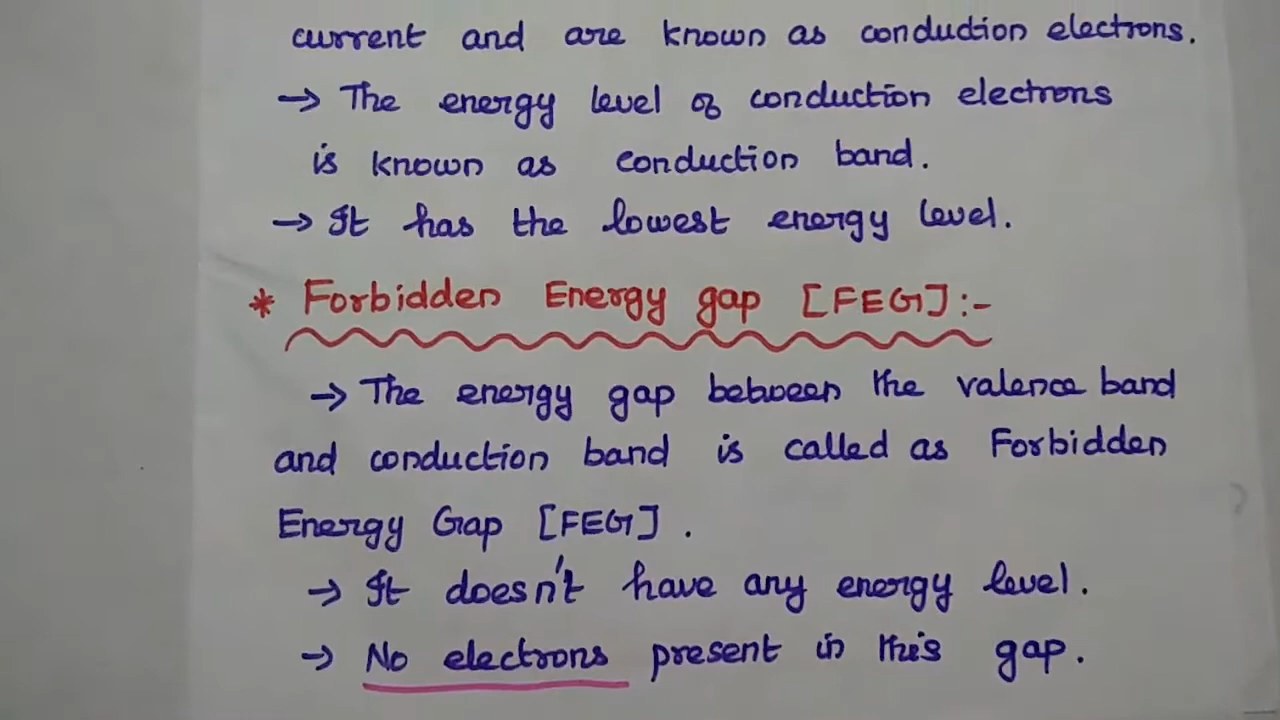 current and are known as conduction electrons.
→ The energy level of conduction electrons
is known as conduction band.
→ It has the lowest energy level.
* Forbidden Energy gap [FEG]:-
→ The energy gap between the valence band
and conduction band is called as Forbidden
Energy Gap [FEG].
→ It doesn't have any energy level.
→ No electrons present in this gap.